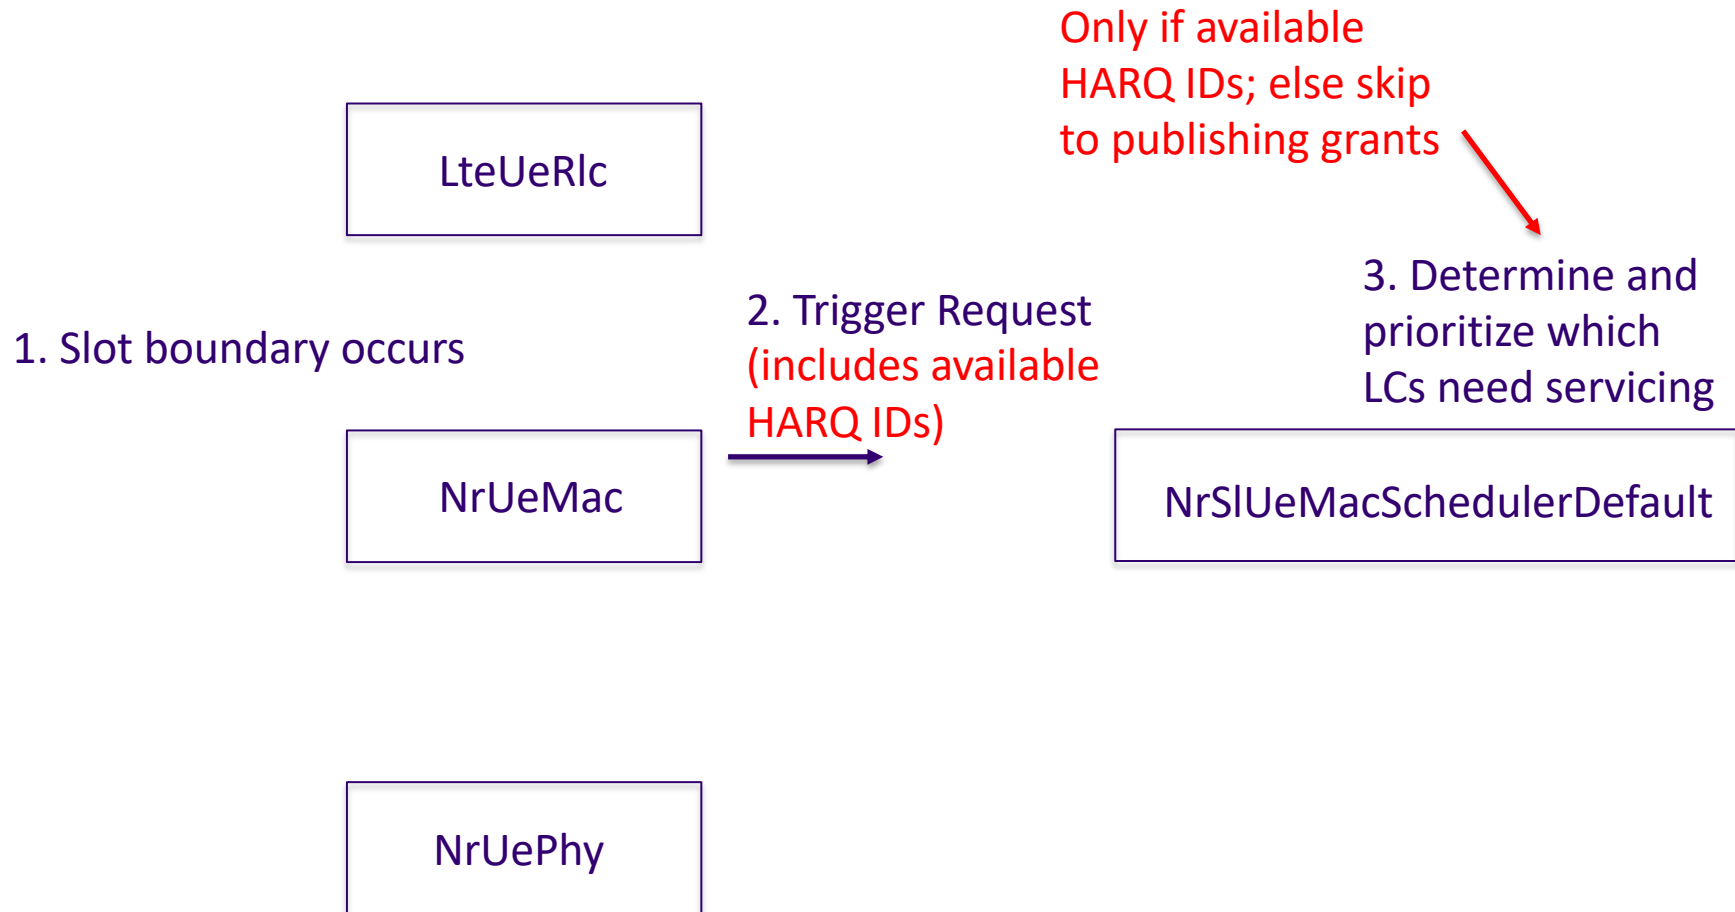 Only if available
HARQ IDs; else skip
to publishing grants
LteUeRlc
1. Slot boundary occurs
2. Trigger Request
(includes available
HARQ IDs)
3. Determine and
prioritize which
LCs need servicing
NrUeMac
NrSlUeMacSchedulerDefault
NrUePhy